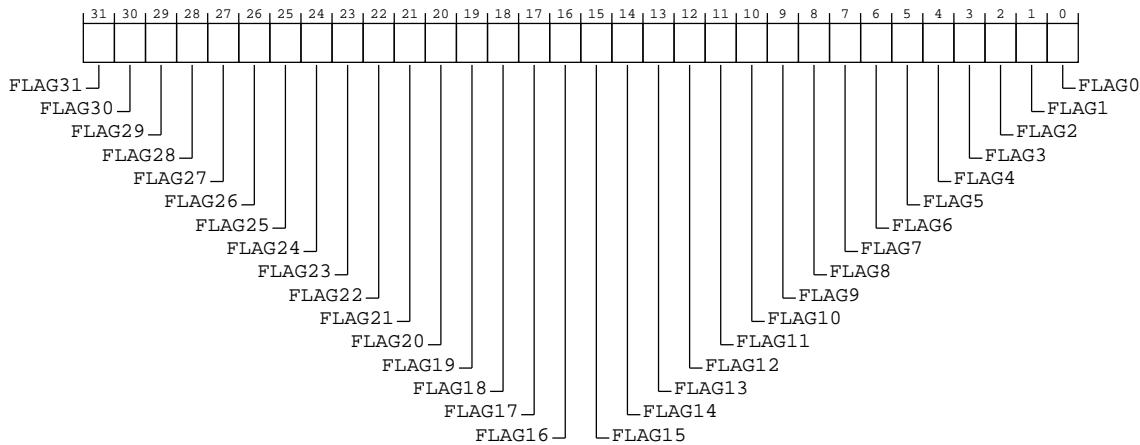 31 30 29 28 27 26 25 24 23 22 21 20 19 18 17 16 15 14 13 12 11 10 9 8 7 6 5 4 3 2 1 0
FLAG31 FLAG0
FLAG30 FLAG1
FLAG29 FLAG2
FLAG28 FLAG3
FLAG27 FLAG4
FLAG26 FLAG5
FLAG25 FLAG6
FLAG24 FLAG7
FLAG23 FLAG8
FLAG22 FLAG9
FLAG21 FLAG10
FLAG20 FLAG11
FLAG19 FLAG12
FLAG18 FLAG13
FLAG17 FLAG14
FLAG16 FLAG15